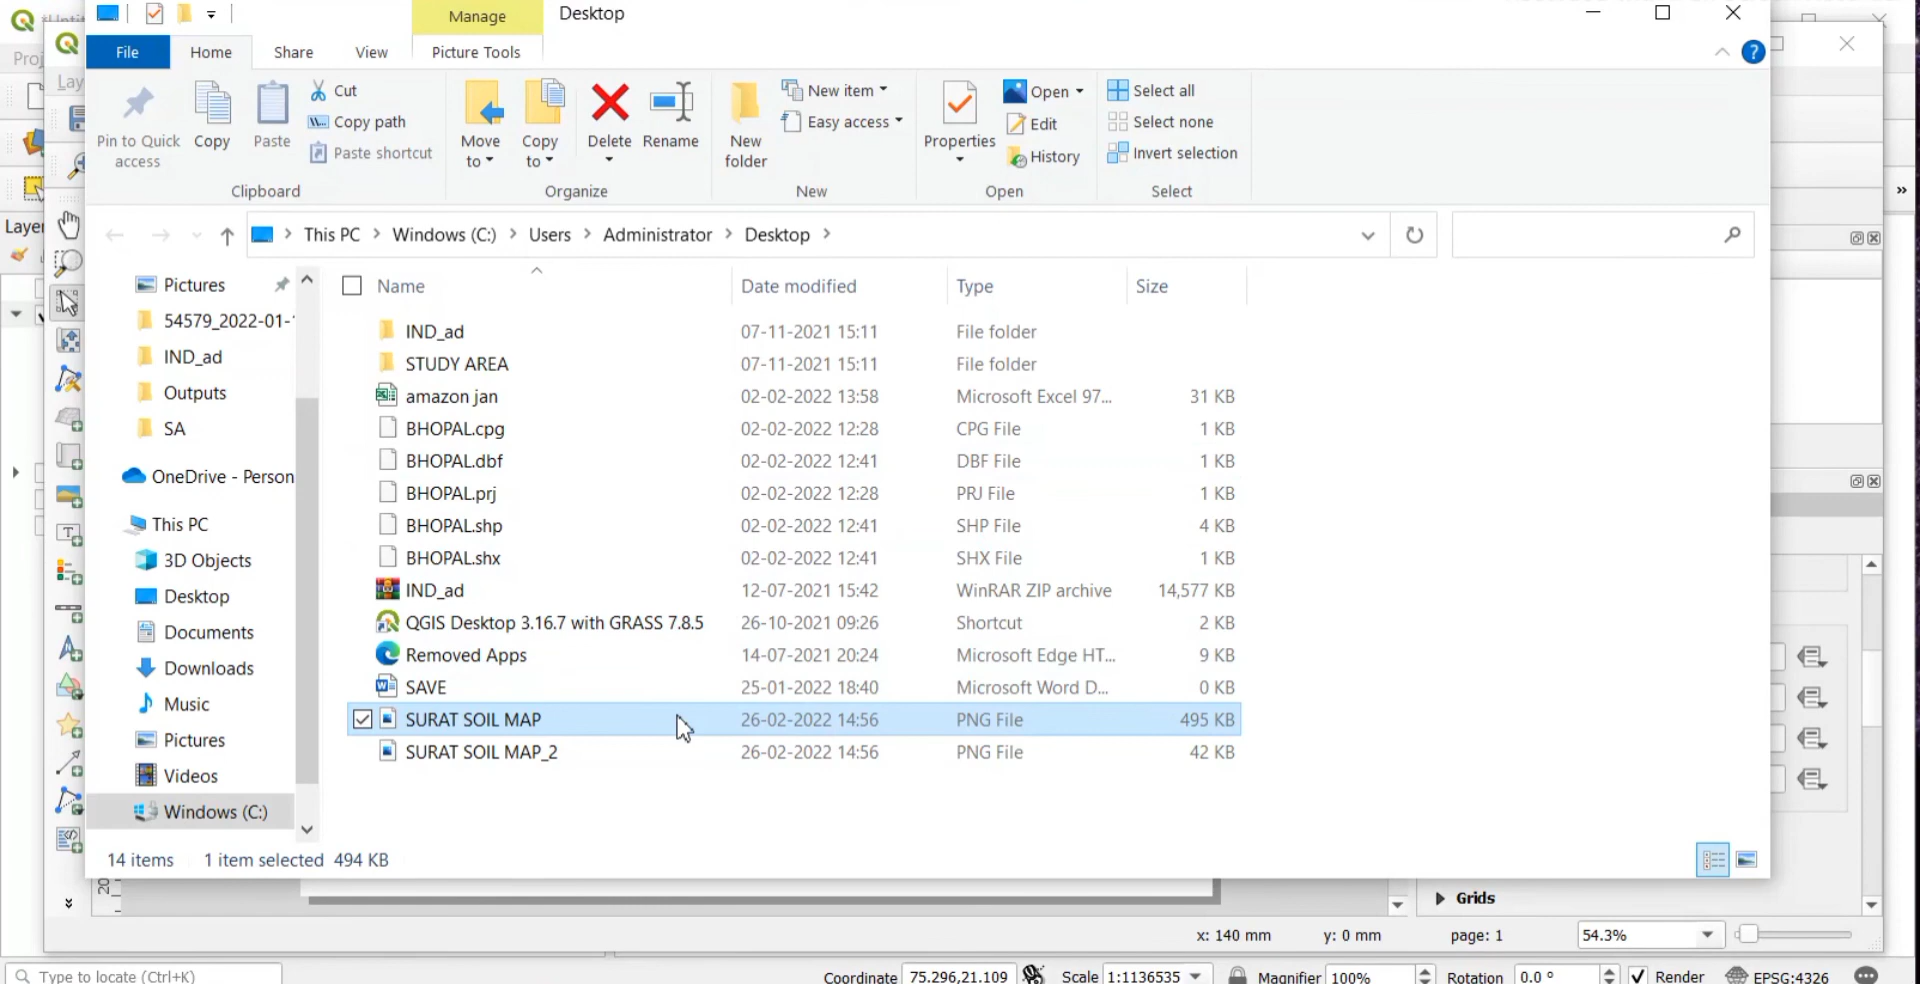 Manage
Desktop
File
Home
Share
View
Picture Tools
Proj
Lay
Pin to Quick access
Copy
Paste
Cut
Copy path
Paste shortcut
Clipboard
Move to
Copy to
Delete
Rename
Organize
New folder
New item
Easy access
New
Properties
Open
Edit
History
Open
Select all
Select none
Invert selection
Select
Layer
This PC > Windows (C:) > Users > Administrator > Desktop >
Pictures
54579_2022-01-
IND_ad
Outputs
SA
OneDrive - Person
This PC
3D Objects
Desktop
Documents
Downloads
Music
Pictures
Videos
Windows (C:)
Name Date modified Type Size
IND_ad 07-11-2021 15:11 File folder
STUDY AREA 07-11-2021 15:11 File folder
amazon jan 02-02-2022 13:58 Microsoft Excel 97... 31 KB
BHOPAL.cpg 02-02-2022 12:28 CPG File 1 KB
BHOPAL.dbf 02-02-2022 12:41 DBF File 1 KB
BHOPAL.prj 02-02-2022 12:28 PRJ File 1 KB
BHOPAL.shp 02-02-2022 12:41 SHP File 4 KB
BHOPAL.shx 02-02-2022 12:41 SHX File 1 KB
IND_ad 12-07-2021 15:42 WinRAR ZIP archive 14,577 KB
QGIS Desktop 3.16.7 with GRASS 7.8.5 26-10-2021 09:26 Shortcut 2 KB
Removed Apps 14-07-2021 20:24 Microsoft Edge HT... 9 KB
SAVE 25-01-2022 18:40 Microsoft Word D... 0 KB
SURAT SOIL MAP 26-02-2022 14:56 PNG File 495 KB
SURAT SOIL MAP_2 26-02-2022 14:56 PNG File 42 KB
14 items 1 item selected 494 KB
20
Grids
x: 140 mm y: 0 mm page: 1 54.3%
Type to locate (Ctrl+K) Coordinate 75.296,21.109 Scale 1:1136535 Magnifier 100% Rotation 0.0 ° Render EPSG:4326